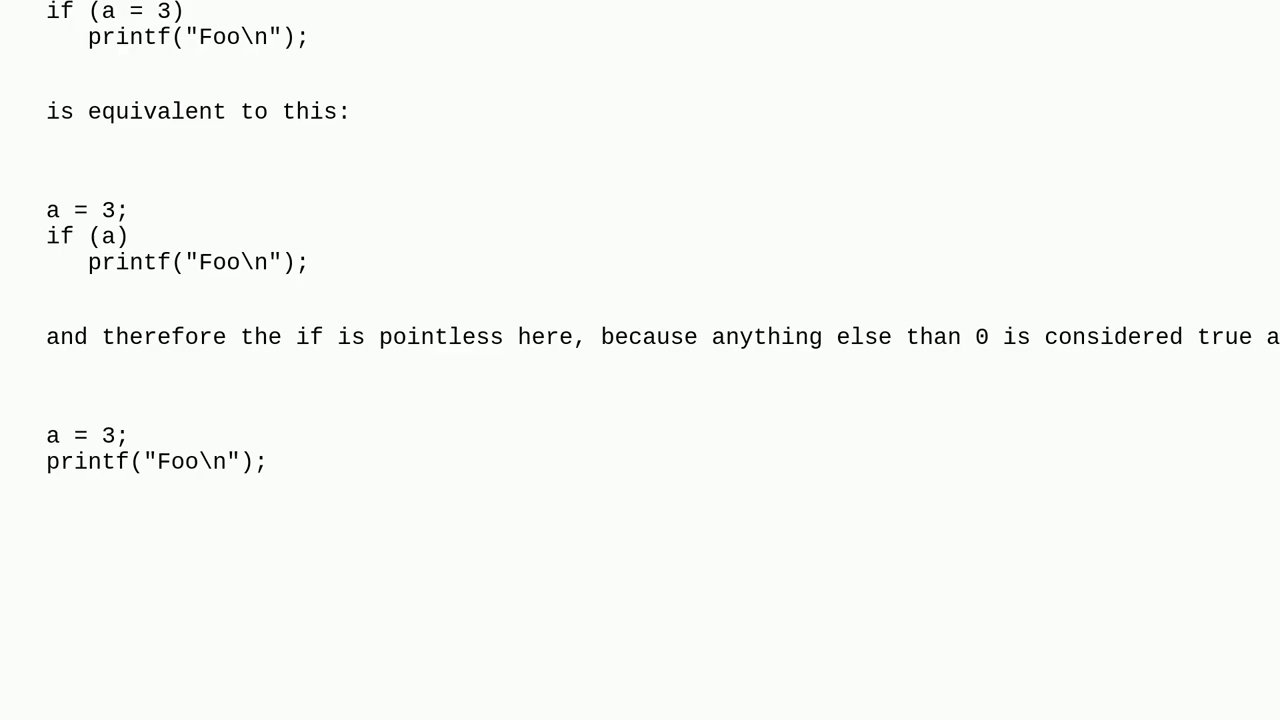 if (a = 3)
   printf("Foo\n");
is equivalent to this:
a = 3;
if (a)
   printf("Foo\n");
and therefore the if is pointless here, because anything else than 0 is considered true a
a = 3;
printf("Foo\n");